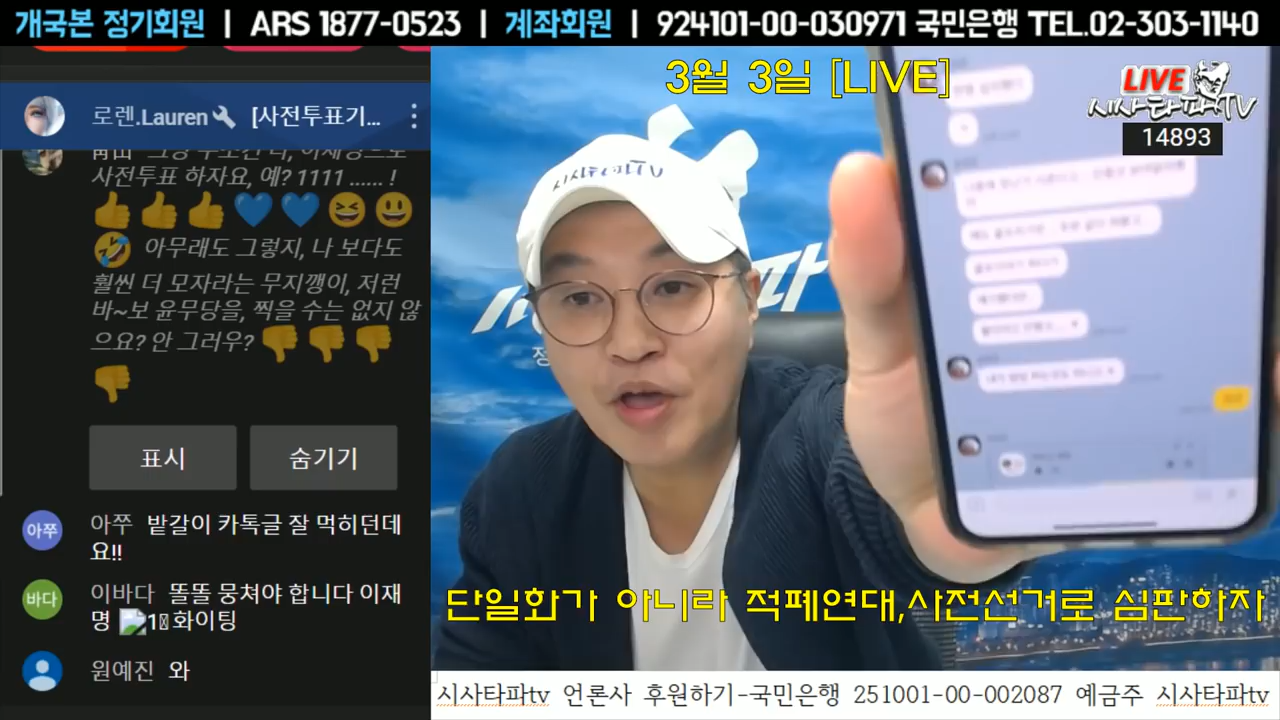 개국본 정기회원 | ARS 1877-0523 | 계좌회원 | 924101-00-030971 국민은행 TEL.02-303-1140
로렌.Lauren [사전투표기...
사전투표 하자요, 예? 1111 ...... !
👍👍👍💙💙😆😃
🤣 아무래도 그렇지, 나 보다도
훨씬 더 모자라는 무지깽이, 저런
바~보 윤무당을, 찍을 수는 없지 않
으요? 안 그러우? 👎👎👎
👎
표시 숨기기
아쭈 아쭈 밭갈이 카톡글 잘 먹히던데
요!!
바다 이바다 똘똘 뭉쳐야 합니다 이재
명 1 화이팅
원예진 와
3월 3일 [LIVE]
LIVE
시사타파TV
14893
시사타파TV
파
정
단일화가 아니라 적폐연대,사전선거로 심판하자
시사타파tv 언론사 후원하기-국민은행 251001-00-002087 예금주 시사타파tv